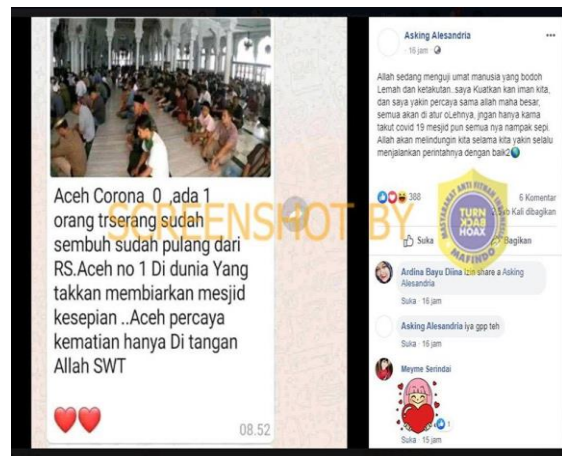 Aceh Corona 0 ,ada 1
orang trserang sudah
sembuh sudah pulang dari
RS.Aceh no 1 Di dunia Yang
takkan membiarkan mesjid
kesepian ..Aceh percaya
kematian hanya Di tangan
Allah SWT
08.52
SCREENSHOT BY
Asking Alesandria
16 jam
Allah sedang menguji umat manusia yang bodoh
Lemah dan ketakutan..saya Kuatkan kan iman kita,
dan saya yakin percaya sama allah maha besar,
semua akan di atur oLehnya, jngan hanya kama
takut covid 19 mesjid pun semua nya nampak sepi.
Allah akan melindungin kita selama kita yakin selalu
menjalankan perintahnya dengan baik2
388
6 Komentar
Kali dibagikan
MASYARAKAT ANTI FITNAH INDONESIA
TURN
BACK
HOAX
MAFINDO
Suka
Bagikan
Ardina Bayu Diina Izin share a Asking
Alesandria
Suka · 16 jam
Asking Alesandria iya gpp teh
Suka · 16 jam
Meyme Serindai
1
Suka · 15 jam